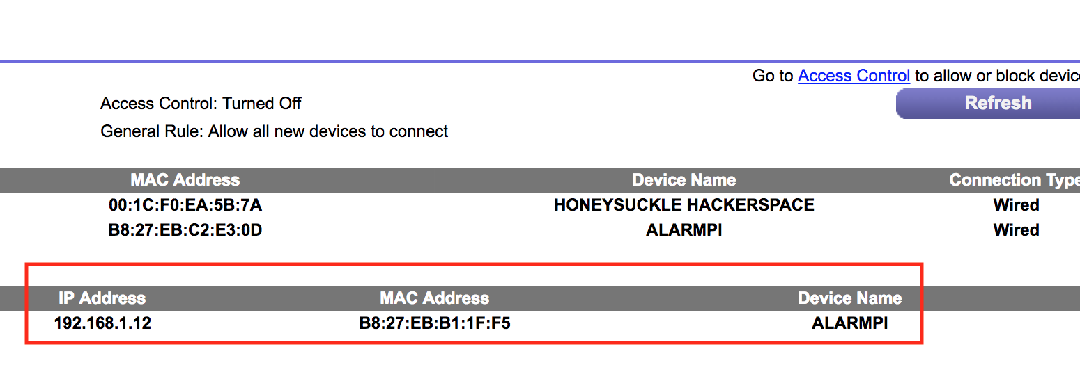 Go to Access Control to allow or block
Access Control: Turned Off
Refresh
General Rule: Allow all new devices to connect
MAC Address Device Name Connection Type
00:1C:F0:EA:5B:7A HONEYSUCKLE HACKERSPACE Wired
B8:27:EB:C2:E3:0D ALARMPI Wired
IP Address MAC Address Device Name
192.168.1.12 B8:27:EB:B1:1F:F5 ALARMPI